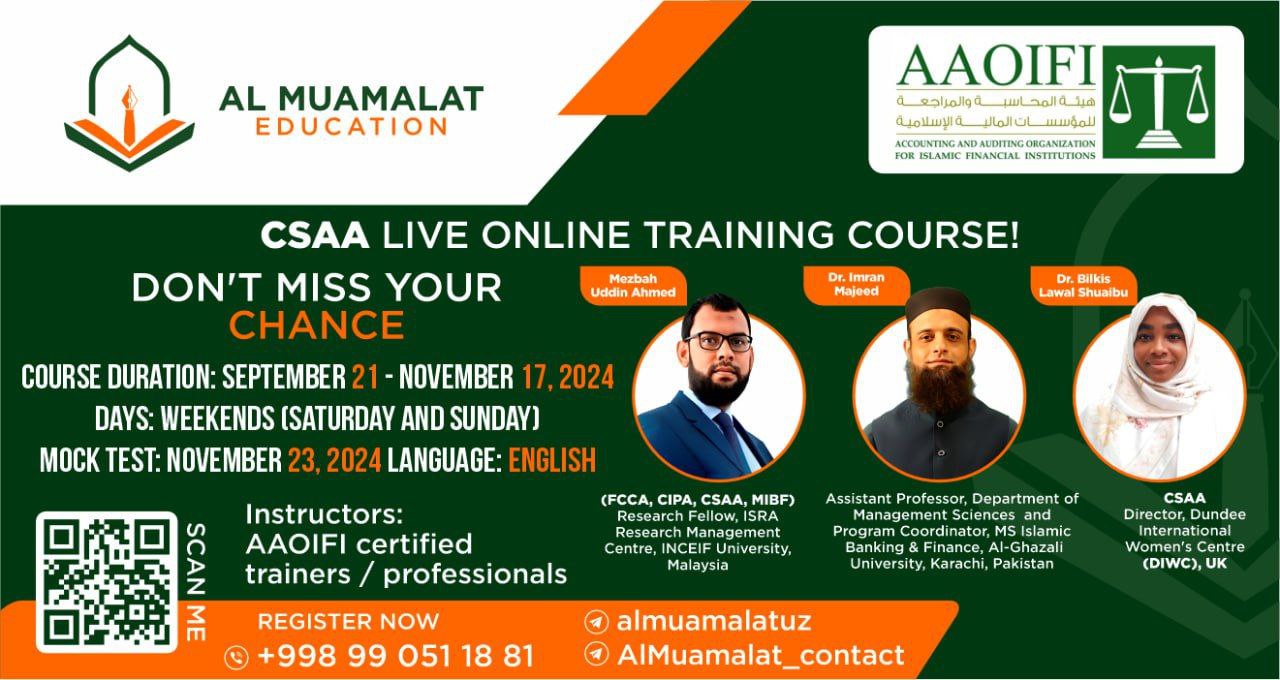 AL MUAMALAT
EDUCATION
AAOIFI
هيئة المحاسبة والمراجعة
للمؤسسات المالية الإسلامية
ACCOUNTING AND AUDITING ORGANIZATION
FOR ISLAMIC FINANCIAL INSTITUTIONS
CSAA LIVE ONLINE TRAINING COURSE!
DON'T MISS YOUR
CHANCE
COURSE DURATION: SEPTEMBER 21 - NOVEMBER 17, 2024
DAYS: WEEKENDS (SATURDAY AND SUNDAY)
MOCK TEST: NOVEMBER 23, 2024 LANGUAGE: ENGLISH
Mezbah
Uddin Ahmed
(FCCA, CIPA, CSAA, MIBF)
Research Fellow, ISRA
Research Management
Centre, INCEIF University,
Malaysia
Dr. Imran
Majeed
Assistant Professor, Department of
Management Sciences and
Program Coordinator, MS Islamic
Banking & Finance, Al-Ghazali
University, Karachi, Pakistan
Dr. Bilkis
Lawal Shuaibu
CSAA
Director, Dundee
International
Women's Centre
(DIWC), UK
SCAN ME
Instructors:
AAOIFI certified
trainers / professionals
REGISTER NOW
+998 99 051 18 81
almuamalatuz
AlMuamalat_contact